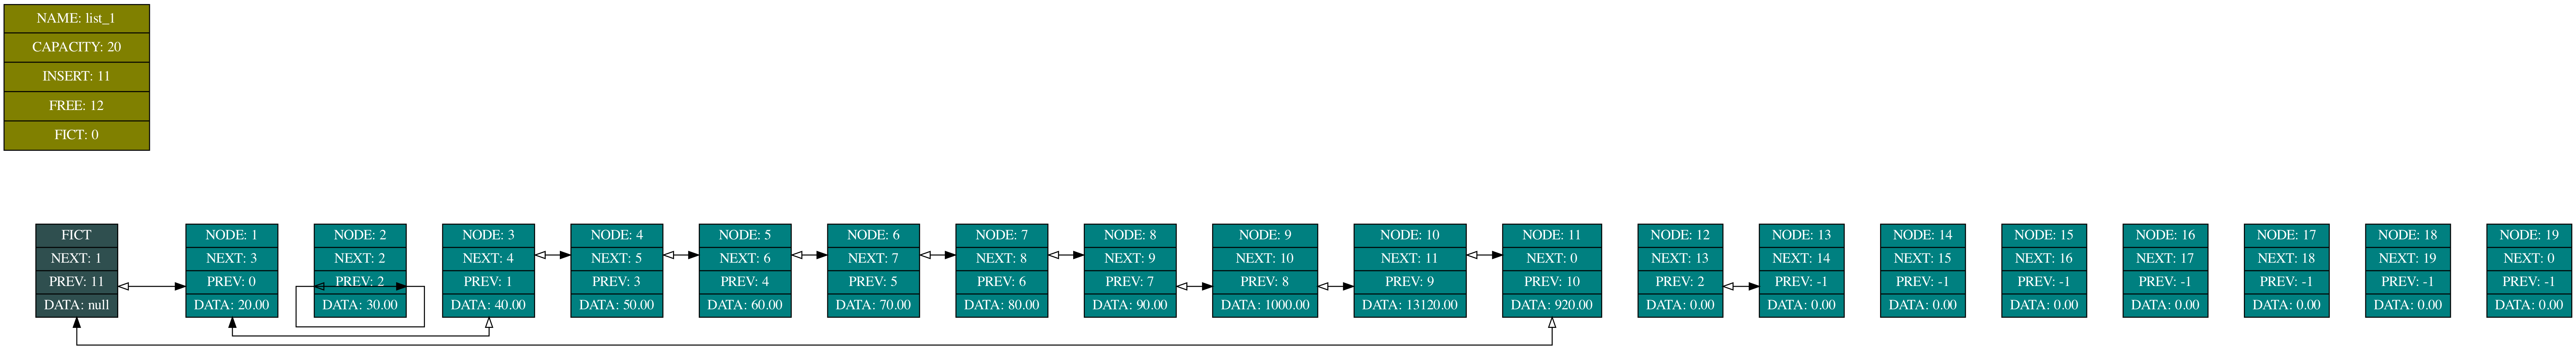 NAME: list_1
CAPACITY: 20
INSERT: 11
FREE: 12
FICT: 0
FICT
NEXT: 1
PREV: 11
DATA: null
NODE: 1
NEXT: 3
PREV: 0
DATA: 20.00
NODE: 2
NEXT: 2
PREV: 2
DATA: 30.00
NODE: 3
NEXT: 4
PREV: 1
DATA: 40.00
NODE: 4
NEXT: 5
PREV: 3
DATA: 50.00
NODE: 5
NEXT: 6
PREV: 4
DATA: 60.00
NODE: 6
NEXT: 7
PREV: 5
DATA: 70.00
NODE: 7
NEXT: 8
PREV: 6
DATA: 80.00
NODE: 8
NEXT: 9
PREV: 7
DATA: 90.00
NODE: 9
NEXT: 10
PREV: 8
DATA: 1000.00
NODE: 10
NEXT: 11
PREV: 9
DATA: 13120.00
NODE: 11
NEXT: 0
PREV: 10
DATA: 920.00
NODE: 12
NEXT: 13
PREV: 2
DATA: 0.00
NODE: 13
NEXT: 14
PREV: -1
DATA: 0.00
NODE: 14
NEXT: 15
PREV: -1
DATA: 0.00
NODE: 15
NEXT: 16
PREV: -1
DATA: 0.00
NODE: 16
NEXT: 17
PREV: -1
DATA: 0.00
NODE: 17
NEXT: 18
PREV: -1
DATA: 0.00
NODE: 18
NEXT: 19
PREV: -1
DATA: 0.00
NODE: 19
NEXT: 0
PREV: -1
DATA: 0.00